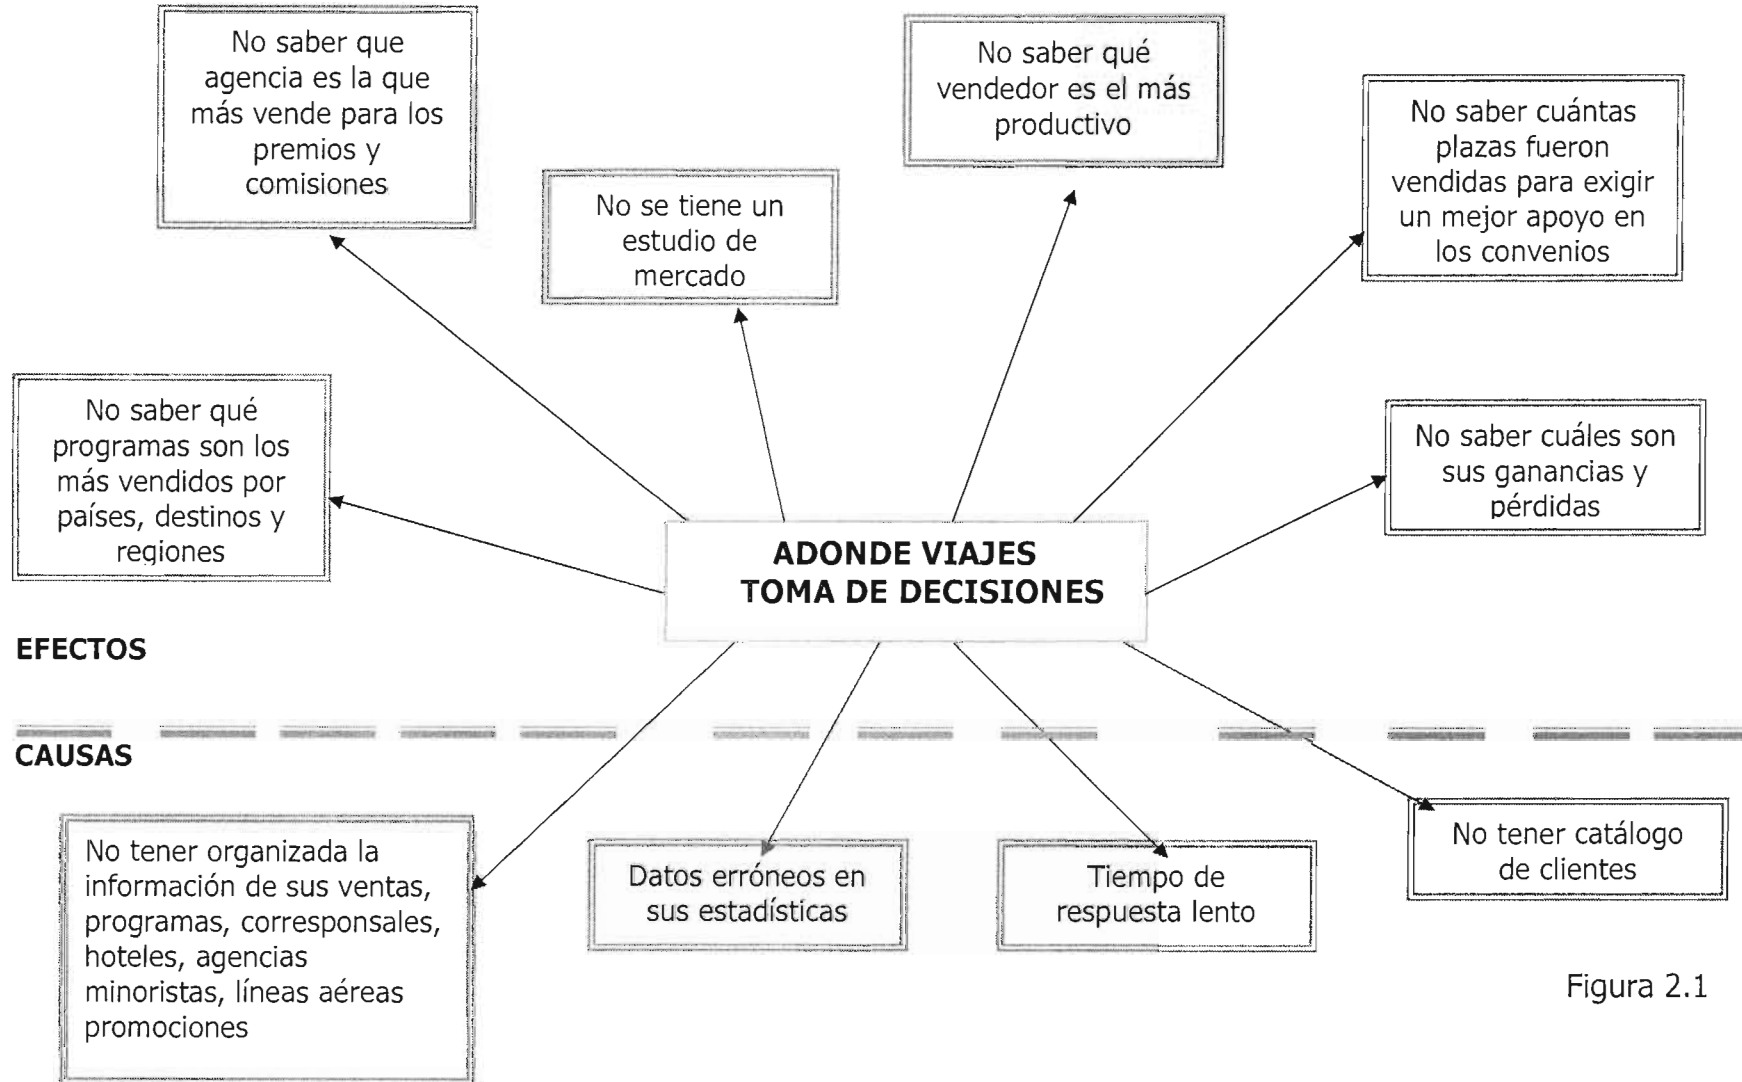 No saber que
agencia es la que
más vende para los
premios y
comisiones
No se tiene un
estudio de
mercado
No saber qué
vendedor es el más
productivo
No saber cuántas
plazas fueron
vendidas para exigir
un mejor apoyo en
los convenios
No saber qué
programas son los
más vendidos por
países, destinos y
regiones
No saber cuáles son
sus ganancias y
pérdidas
ADONDE VIAJES
TOMA DE DECISIONES
EFECTOS
CAUSAS
No tener organizada la
información de sus ventas,
programas, corresponsales,
hoteles, agencias
minoristas, líneas aéreas
promociones
Datos erróneos en
sus estadísticas
Tiempo de
respuesta lento
No tener catálogo
de clientes
Figura 2.1